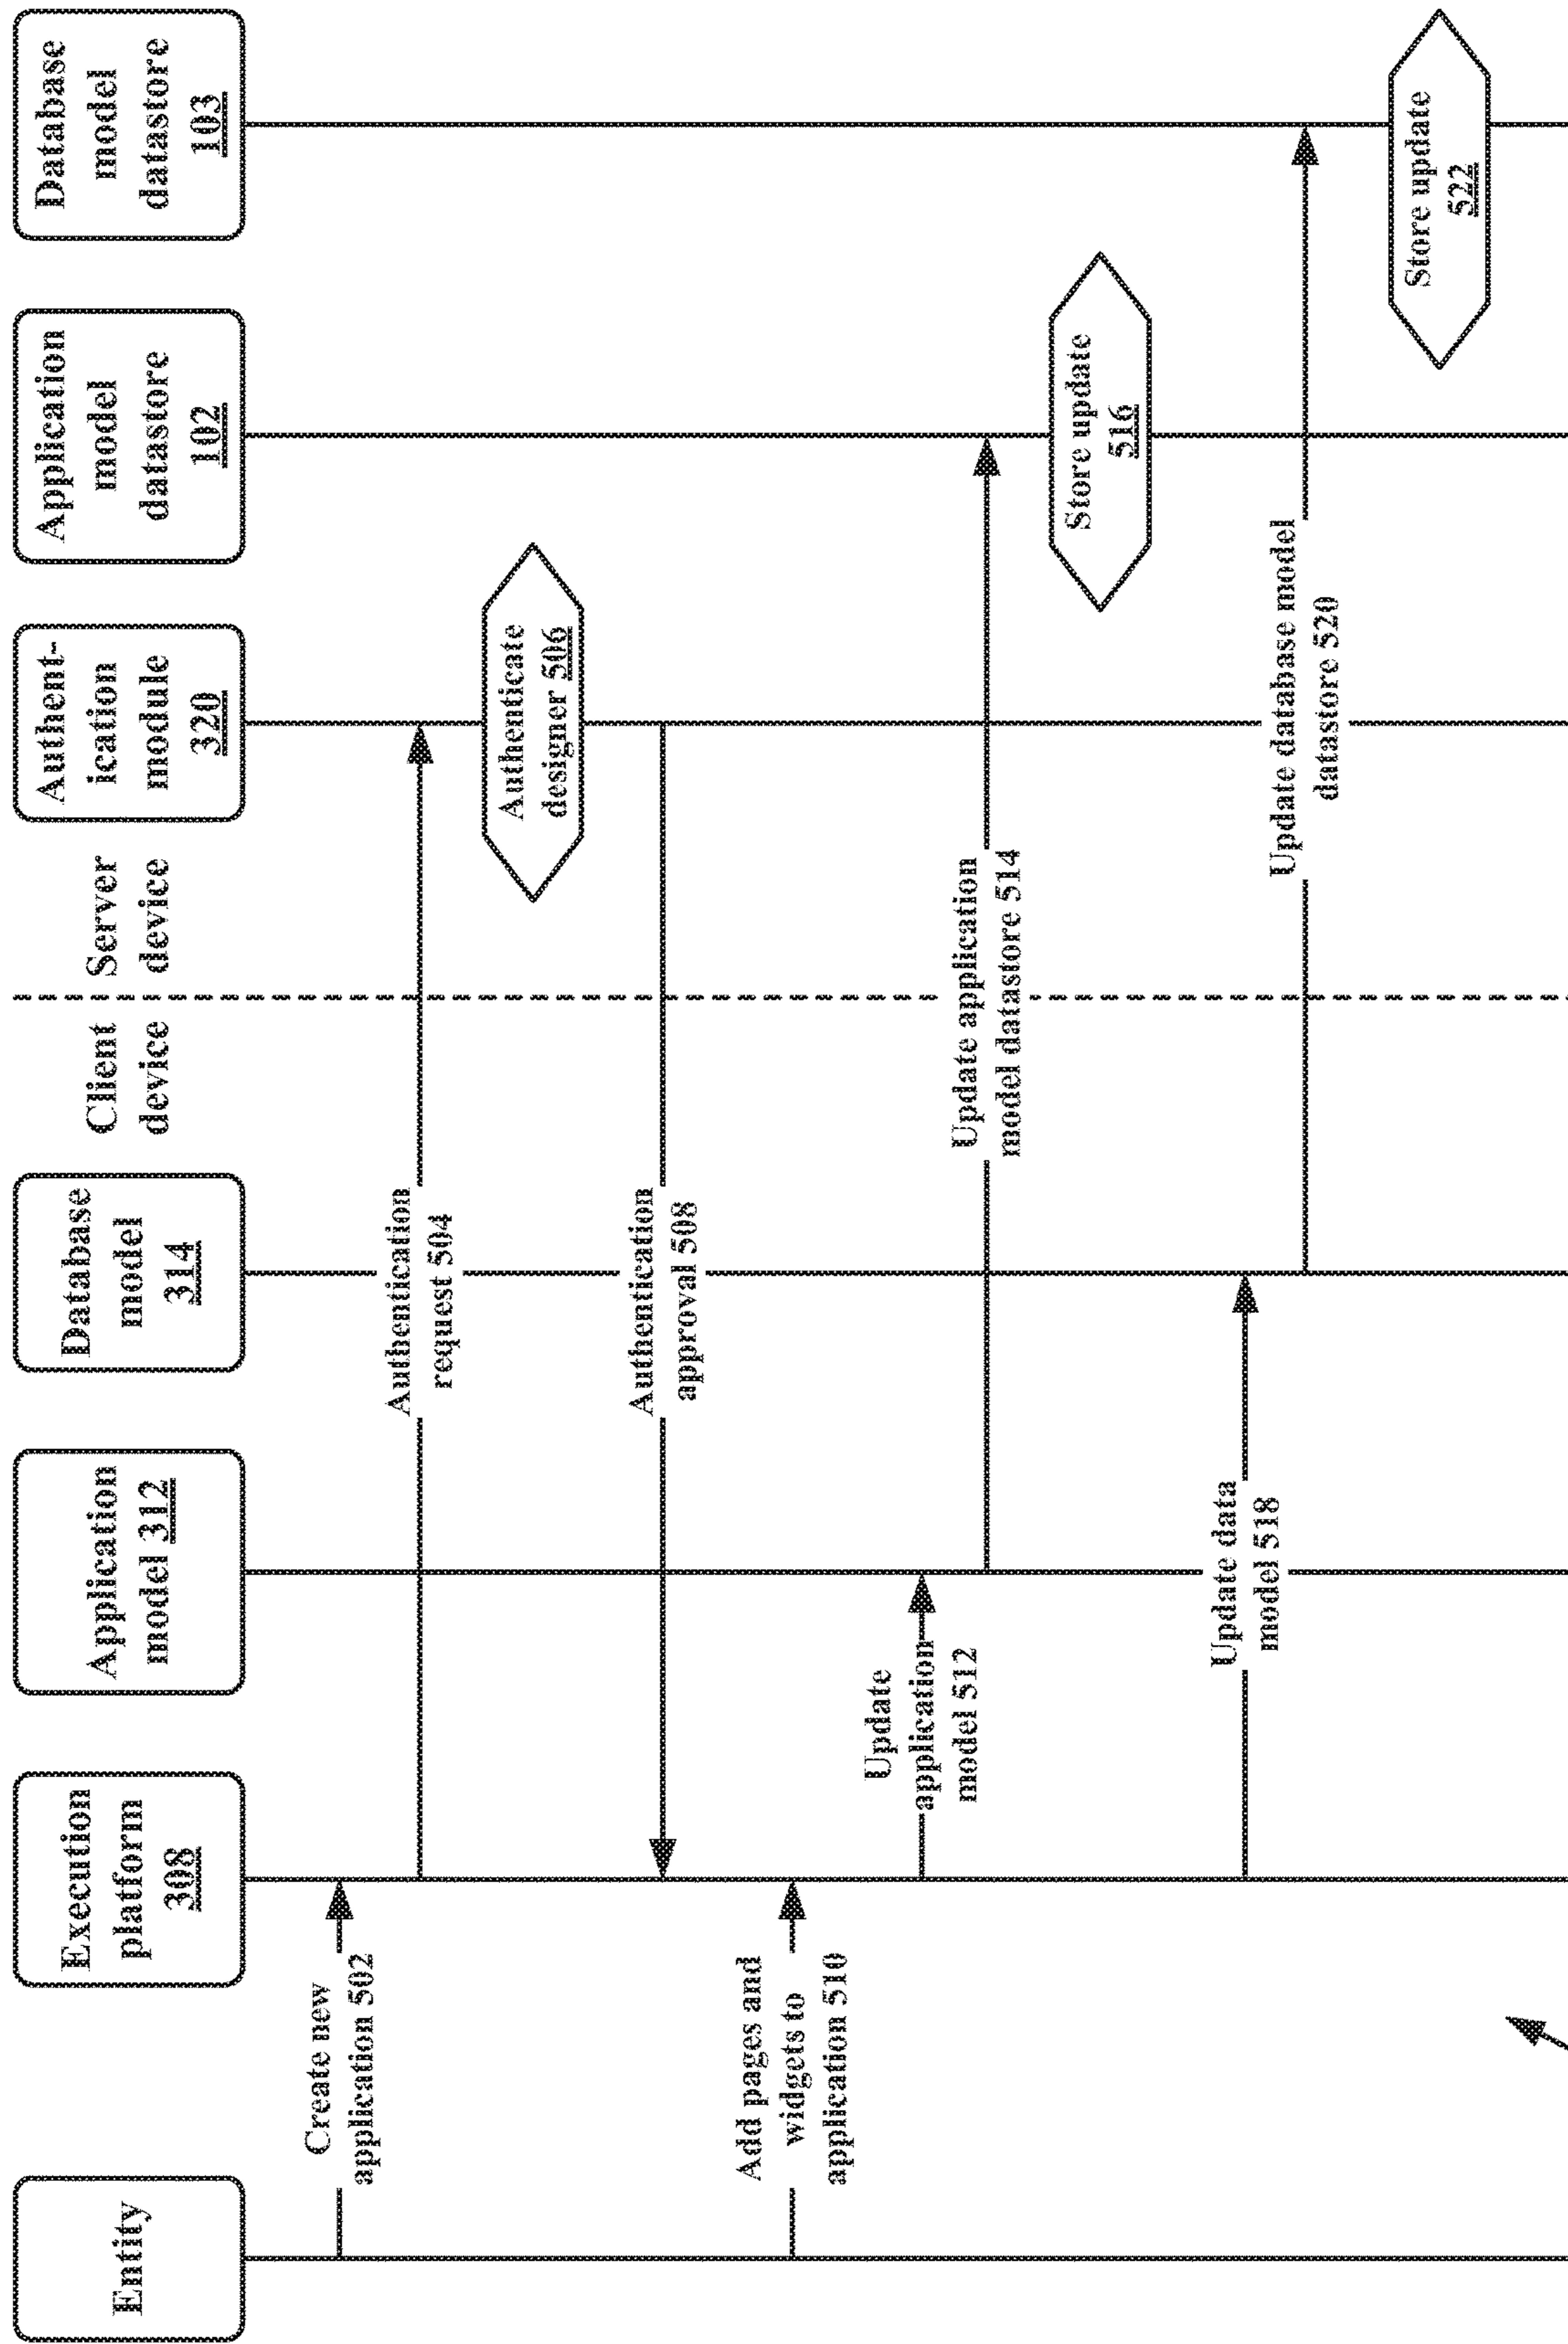 Entity
Execution
platform
308
Application
model 312
Database
model
314
Client
device
Server
device
Authent-
ication
module
320
Application
model
datastore
102
Database
model
datastore
103
Create new
application 502
Authentication
request 504
Authenticate
designer 506
Authentication
approval 508
Add pages and
widgets to
application 510
Update
application
model 512
Update application
model datastore 514
Store update
516
Update data
model 518
Update database model
datastore 520
Store update
522